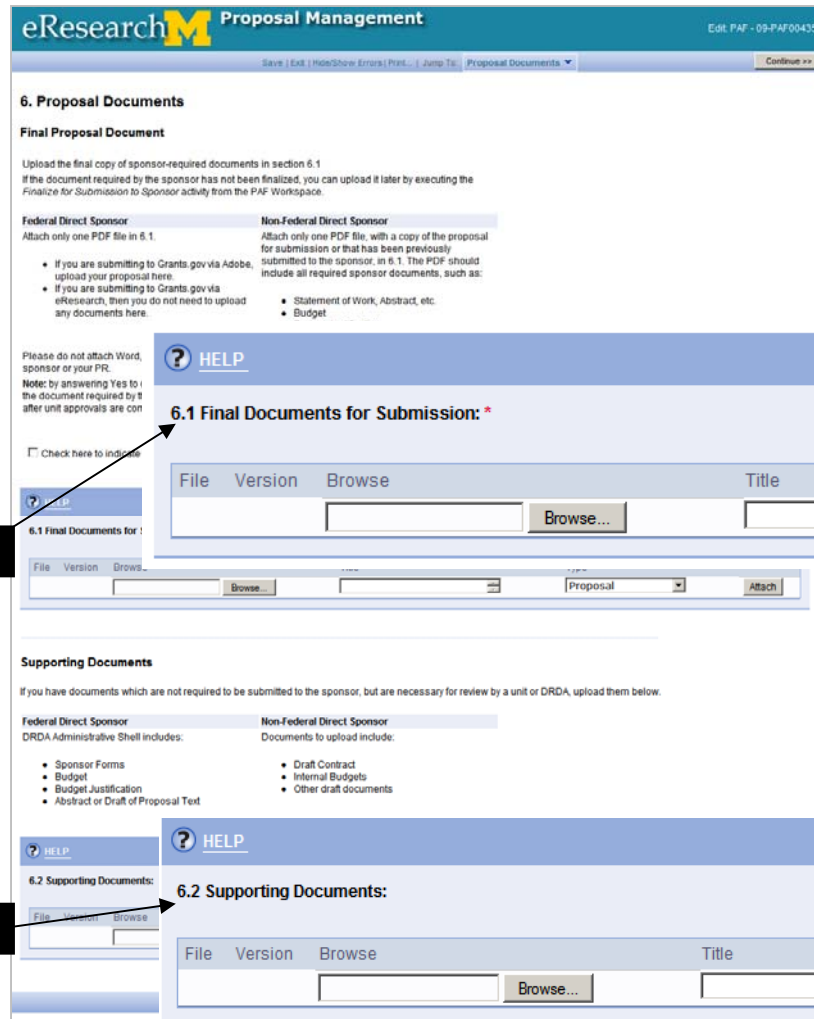 eResearch M Proposal Management
Edit: PAF - 09-PAF00435
Save | Exit | Hide/Show Errors | Print... | Jump To: Proposal Documents
Continue >>
6. Proposal Documents
Final Proposal Document
Upload the final copy of sponsor-required documents in section 6.1
If the document required by the sponsor has not been finalized, you can upload it later by executing the
Finalize for Submission to Sponsor activity from the PAF Workspace.
Federal Direct Sponsor
Attach only one PDF file in 6.1.
• If you are submitting to Grants.gov via Adobe,
upload your proposal here.
• If you are submitting to Grants.gov via
eResearch, then you do not need to upload
any documents here.
Non-Federal Direct Sponsor
Attach only one PDF file, with a copy of the proposal
for submission or that has been previously
submitted to the sponsor, in 6.1. The PDF should
include all required sponsor documents, such as:
• Statement of Work, Abstract, etc.
• Budget
Please do not attach Word,
sponsor or your PR.
Note: by answering Yes to
the document required by
after unit approvals are
Check here to indicate
? HELP
6.1 Final Documents for Submission: *
File Version Browse Title
Browse...
? HELP
6.1 Final Documents for
File Version Browse
Browse... Proposal Attach
Supporting Documents
If you have documents which are not required to be submitted to the sponsor, but are necessary for review by a unit or DRDA, upload them below.
Federal Direct Sponsor
DRDA Administrative Shell includes:
• Sponsor Forms
• Budget
• Budget Justification
• Abstract or Draft of Proposal Text
Non-Federal Direct Sponsor
Documents to upload include:
• Draft Contract
• Internal Budgets
• Other draft documents
? HELP
6.2 Supporting Documents:
File Version Browse
? HELP
6.2 Supporting Documents:
File Version Browse Title
Browse...